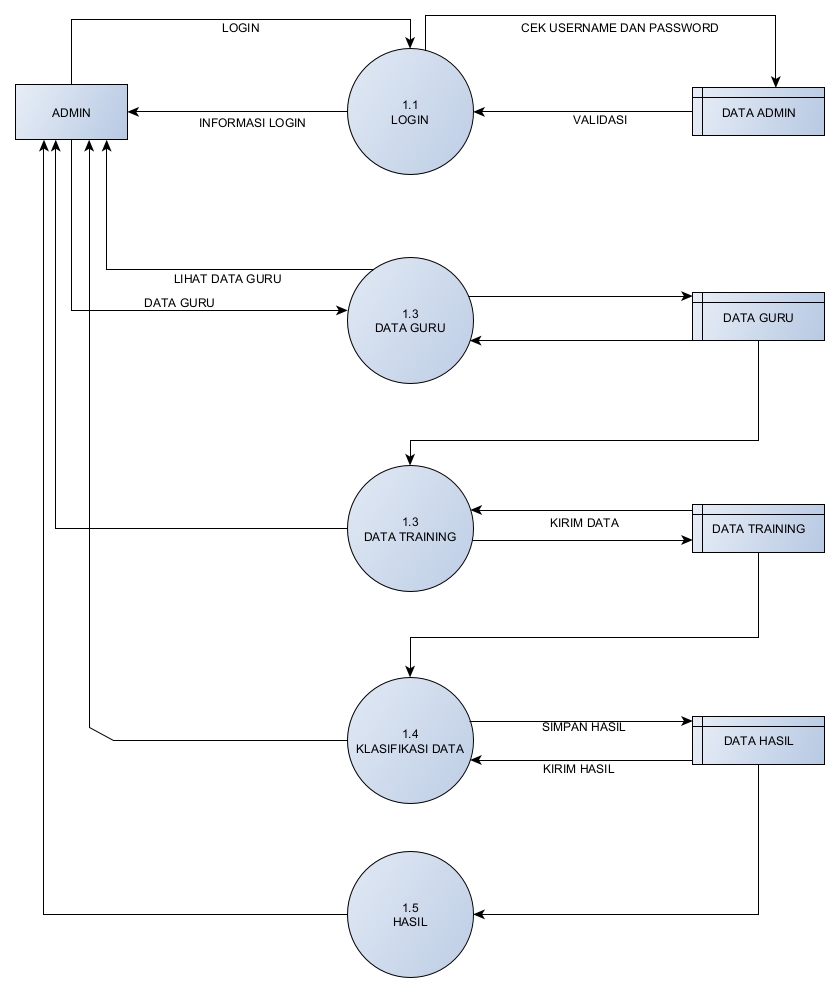 LOGIN
CEK USERNAME DAN PASSWORD
ADMIN
1.1
LOGIN
DATA ADMIN
INFORMASI LOGIN
VALIDASI
LIHAT DATA GURU
DATA GURU
1.3
DATA GURU
DATA GURU
1.3
DATA TRAINING
KIRIM DATA
DATA TRAINING
1.4
KLASIFIKASI DATA
SIMPAN HASIL
DATA HASIL
KIRIM HASIL
1.5
HASIL